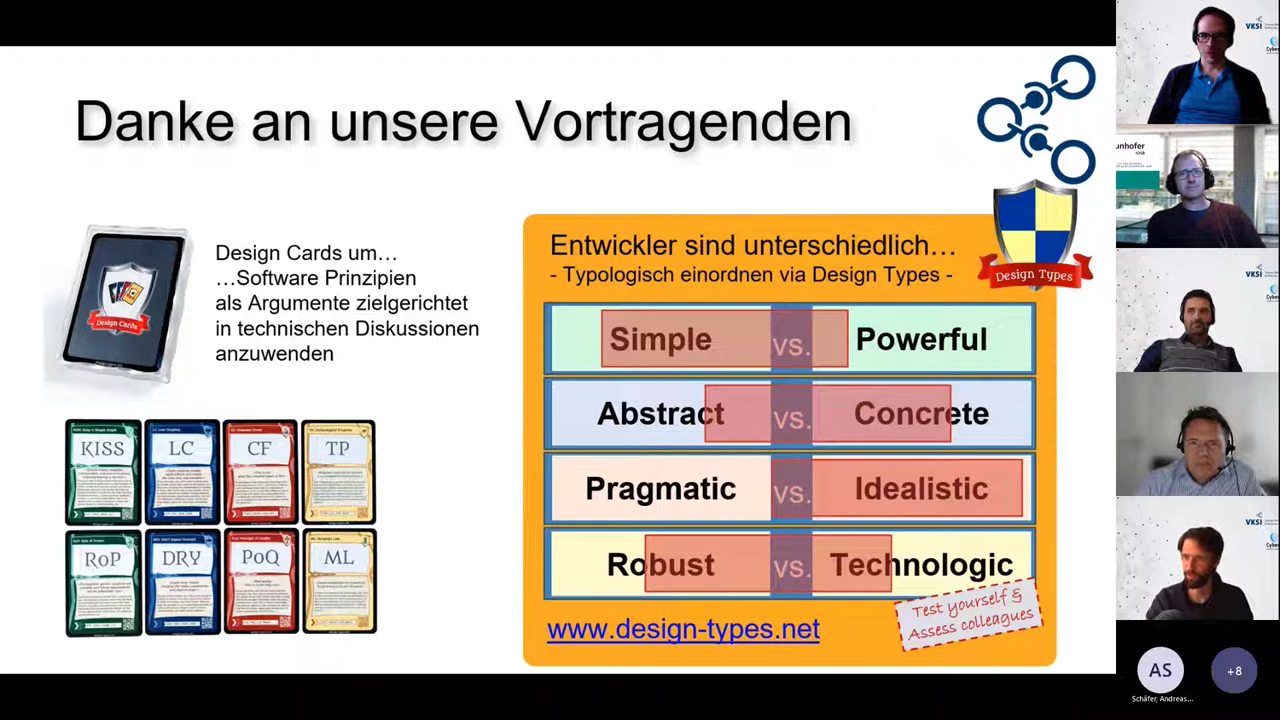 Danke an unsere Vortragenden
Design Cards um…
…Software Prinzipien
als Argumente zielgerichtet
in technischen Diskussionen
anzuwenden
Design Cards
KISS
LC
CF
TP
RoP
DRY
PoQ
ML
Entwickler sind unterschiedlich…
- Typologisch einordnen via Design Types -
Design Types
Simple vs. Powerful
Abstract vs. Concrete
Pragmatic vs. Idealistic
Robust vs. Technologic
www.design-types.net
Test yourself &
Assess colleagues
VKSI
VKSI
VKSI
AS
+8
Schäfer, Andreas...